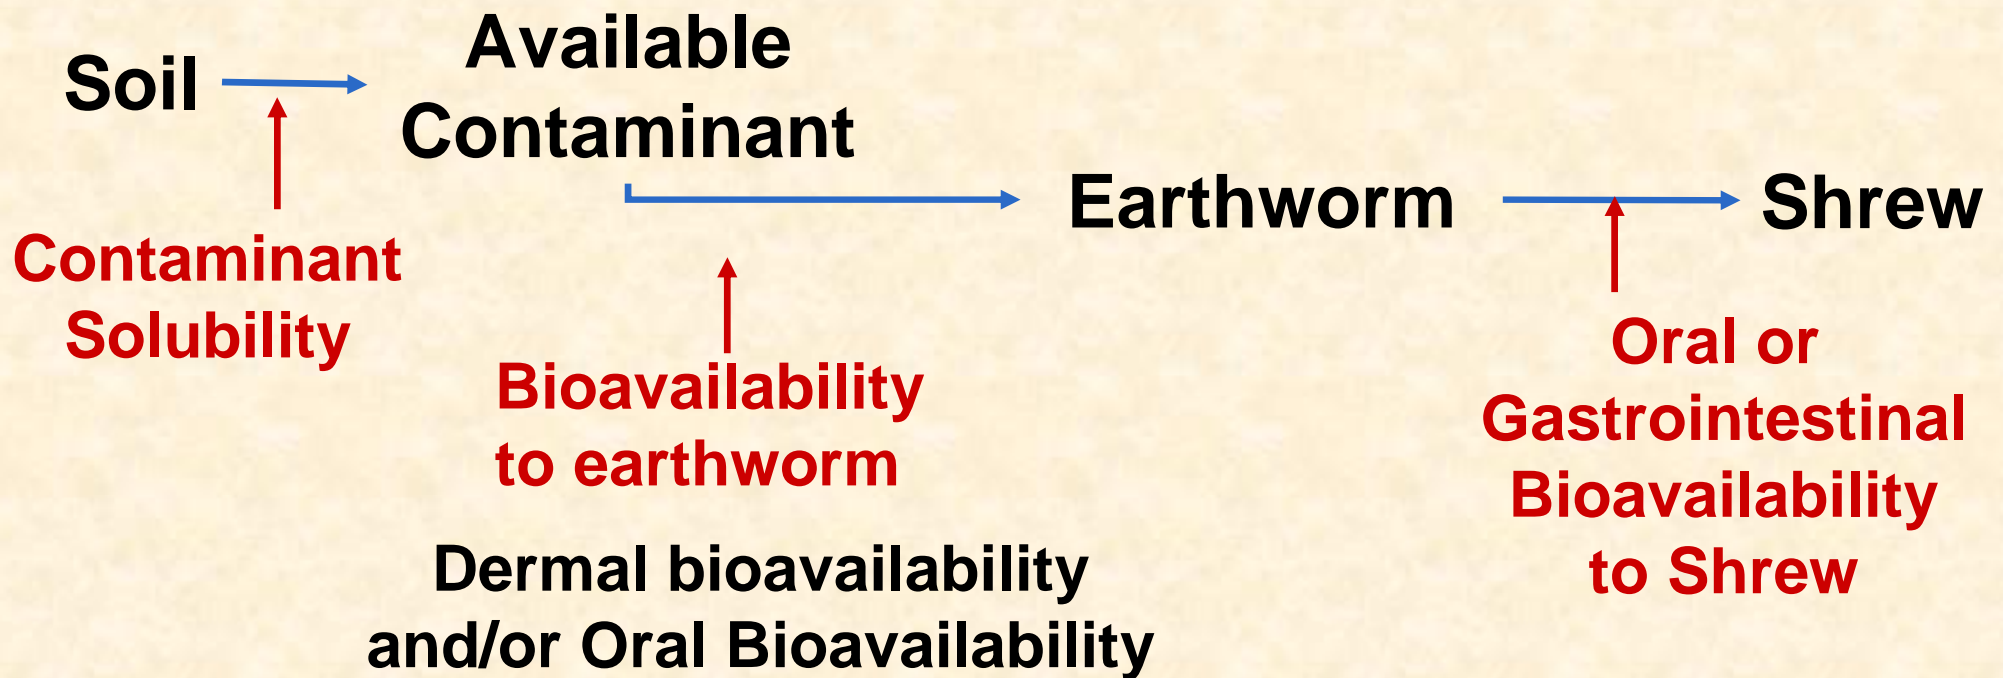 Soil
Available
Contaminant
Earthworm
Shrew
Contaminant
Solubility
Bioavailability
to earthworm
Oral or
Gastrointestinal
Bioavailability
to Shrew
Dermal bioavailability
and/or Oral Bioavailability